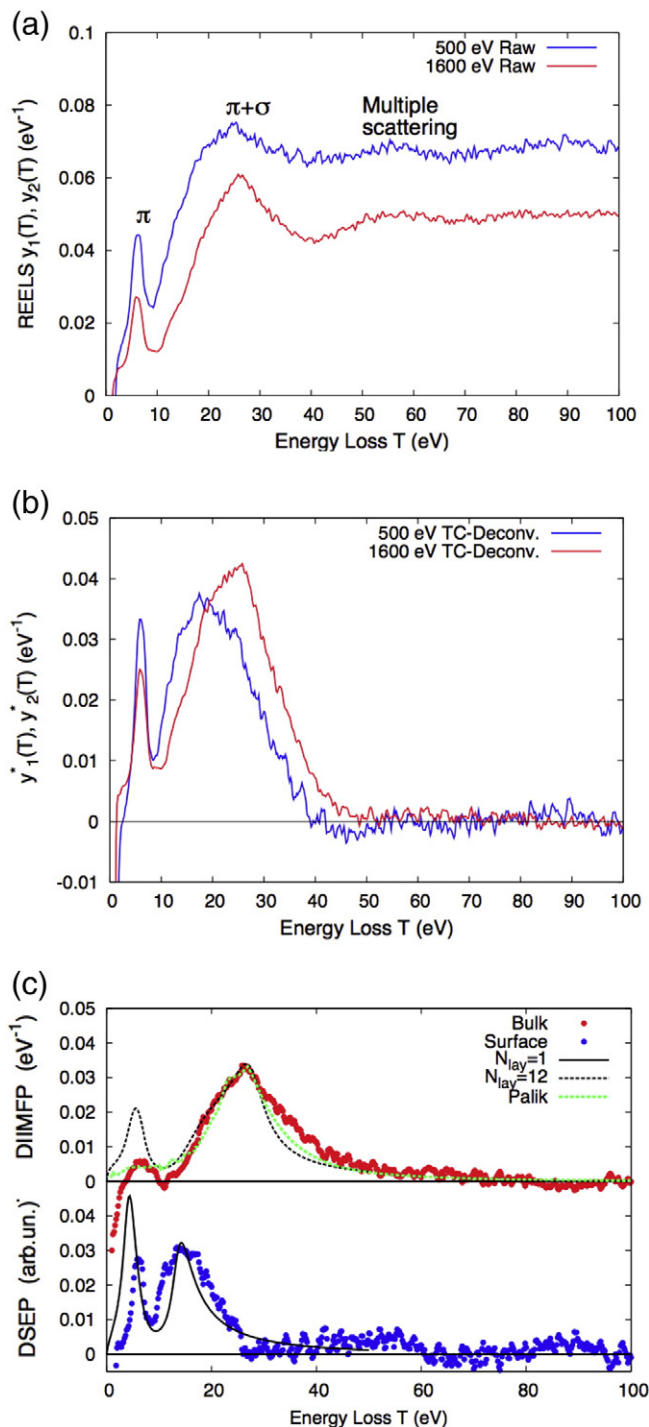 (a)
REELS y₁(T), y₂(T) (eV⁻¹)
0.1
0.08
0.06
0.04
0.02
0
500 eV Raw
1600 eV Raw
π
π+σ
Multiple
scattering
0 10 20 30 40 50 60 70 80 90 100
Energy Loss T (eV)
(b)
y*₁(T), y*₂(T) (eV⁻¹)
0.05
0.04
0.03
0.02
0.01
0
-0.01
500 eV TC-Deconv.
1600 eV TC-Deconv.
0 10 20 30 40 50 60 70 80 90 100
Energy Loss T (eV)
(c)
DIIMFP (eV⁻¹)
0.05
0.04
0.03
0.02
0.01
0
Bulk
Surface
N_lay=1
N_lay=12
Palik
DSEP (arb.un.)
0.04
0.03
0.02
0.01
0
0 20 40 60 80 100
Energy Loss T (eV)